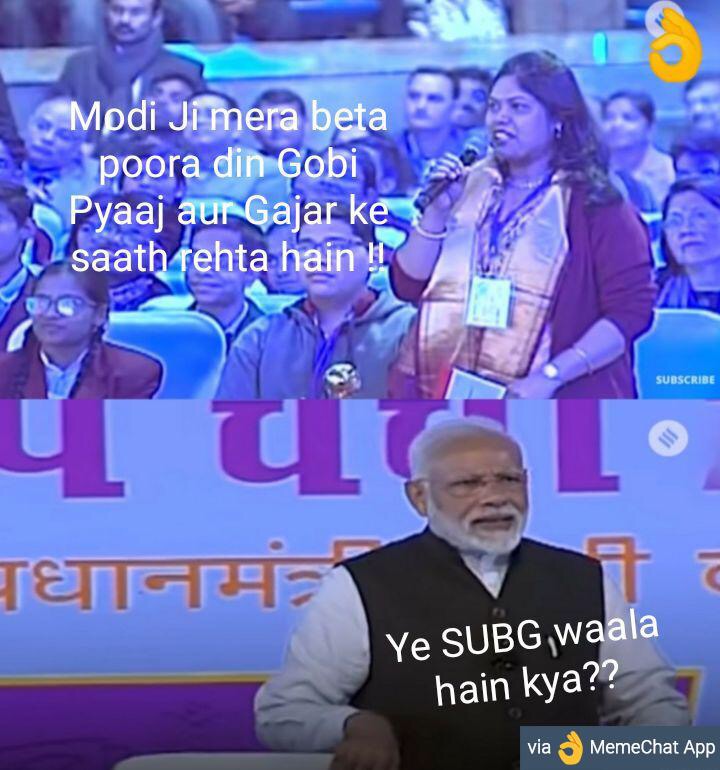 Modi Ji mera beta
poora din Gobi
Pyaaj aur Gajar ke
saath rehta hain !!
SUBSCRIBE
Ye SUBG waala
hain kya??
via 👌 MemeChat App